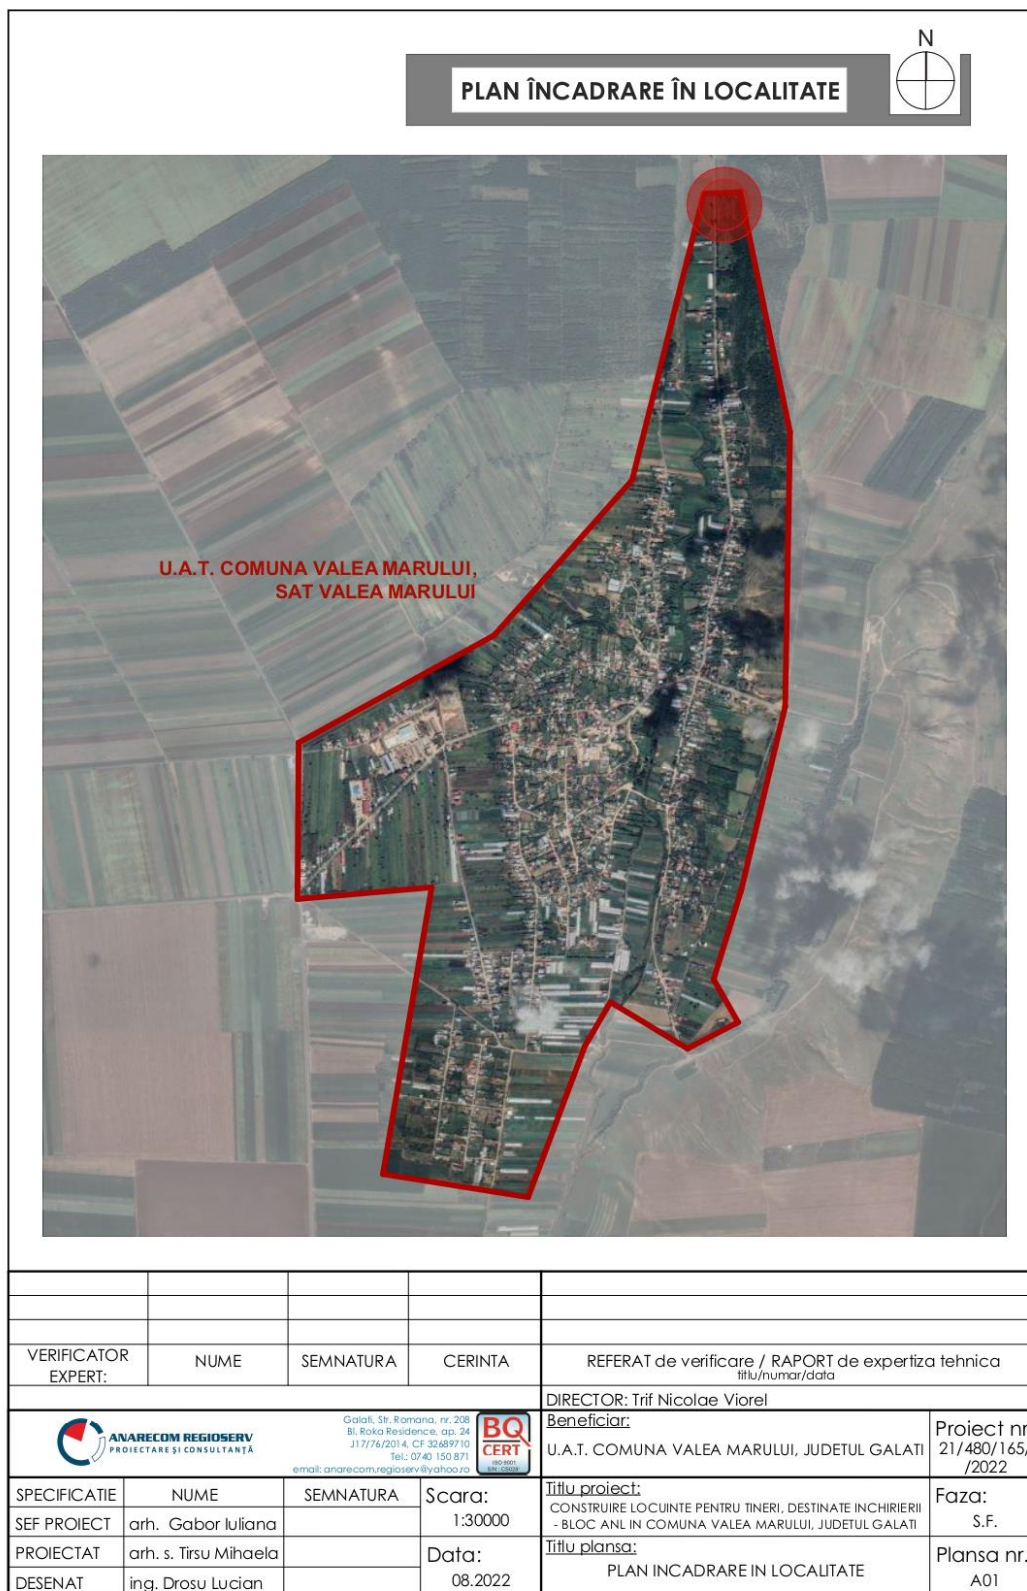 N
PLAN ÎNCADRARE ÎN LOCALITATE
U.A.T. COMUNA VALEA MARULUI,
SAT VALEA MARULUI
VERIFICATOR
EXPERT:
NUME
SEMNATURA
CERINTA
REFERAT de verificare / RAPORT de expertiza tehnica
titlu/numar/data
DIRECTOR: Trif Nicolae Viorel
ANARECOM REGIOSERV
PROIECTARE ȘI CONSULTANȚĂ
Galati, Str. Romana, nr. 208
Bl. Roka Residence, ap. 24
J17/76/2014, CF 32689710
Tel.: 0740 150 871
email: anarecom.regioserv@yahoo.ro
BQ
CERT
ISO 9001
Beneficiar:
U.A.T. COMUNA VALEA MARULUI, JUDETUL GALATI
Proiect nr
21/480/165/
/2022
SPECIFICATIE
NUME
SEMNATURA
Scara:
1:30000
Titlu proiect:
CONSTRUIRE LOCUINTE PENTRU TINERI, DESTINATE INCHIRIERII
- BLOC ANL IN COMUNA VALEA MARULUI, JUDETUL GALATI
Faza:
S.F.
SEF PROIECT
arh. Gabor Iuliana
PROIECTAT
arh. s. Tirsu Mihaela
Data:
08.2022
Titlu plansa:
PLAN INCADRARE IN LOCALITATE
Plansa nr.
A01
DESENAT
ing. Drosu Lucian